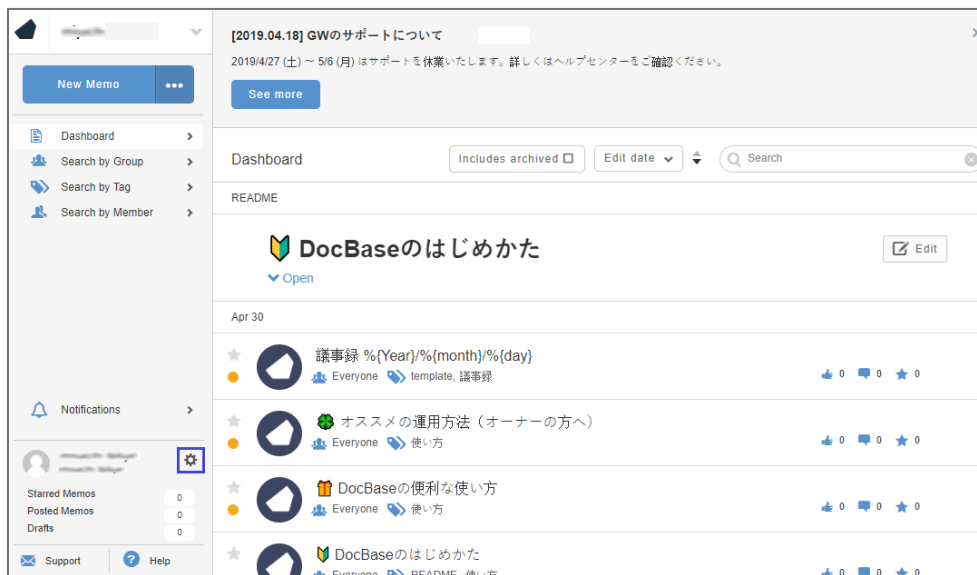 [2019.04.18] GWのサポートについて
2019/4/27 (土) ~ 5/6 (月) はサポートを休業いたします。詳しくはヘルプセンターをご確認ください。
See more
New Memo
Dashboard
Search by Group
Search by Tag
Search by Member
Notifications
Starred Memos 0
Posted Memos 0
Drafts 0
Support
Help
Dashboard
Includes archived
Edit date
Search
README
DocBaseのはじめかた
Edit
Open
Apr 30
議事録 %{Year}/%{month}/%{day}
Everyone template, 議事録
0 0 0
オススメの運用方法（オーナーの方へ）
Everyone 使い方
0 0 0
DocBaseの便利な使い方
Everyone 使い方
0 0 0
DocBaseのはじめかた
Everyone README, 使い方
0 0 0